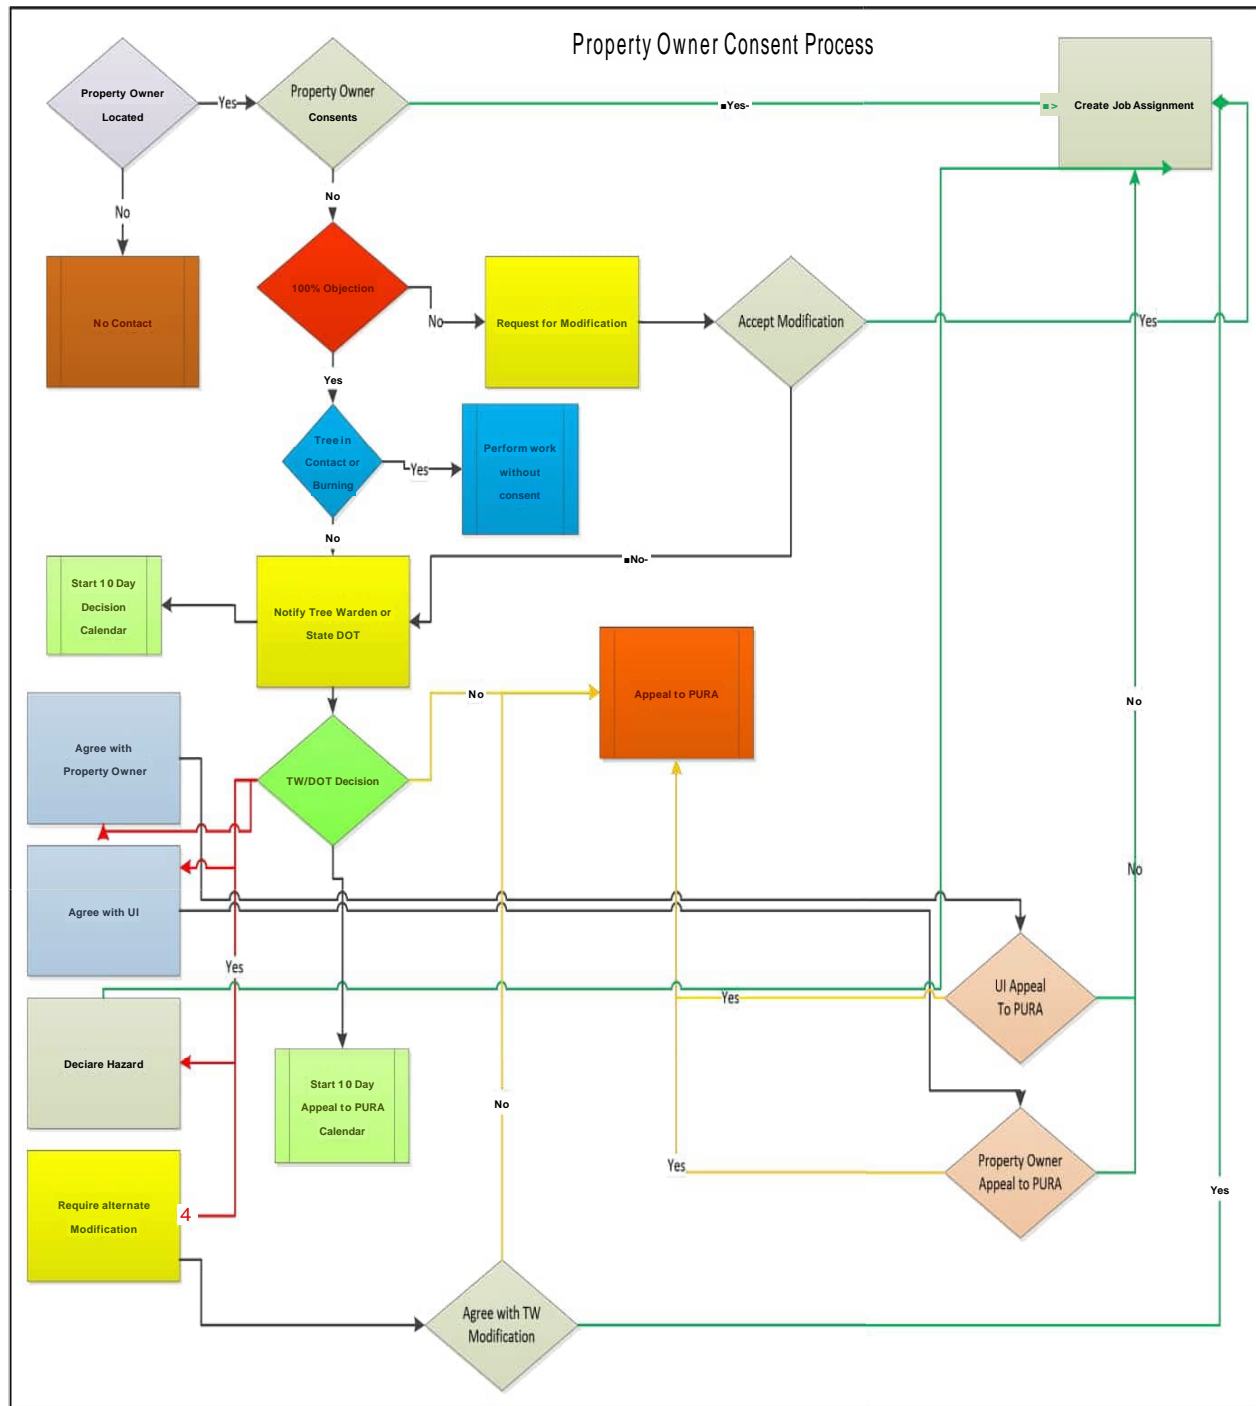 Property Owner Consent Process
Property Owner
Located
Yes
Property Owner
Consents
■Yes-
■ >
Create Job Assignment
No
No
No Contact
100% Objection
No
Request for Modification
Accept Modification
Yes
Yes
Tree in
Contact or
Burning
Yes
Perform work
without
consent
No
■No-
Start 10 Day
Decision
Calendar
Notify Tree Warden or
State DOT
Appeal to PURA
No
No
Agree with
Property Owner
TW/DOT Decision
No
Agree with UI
Yes
UI Appeal
To PURA
Yes
Deciare Hazard
Start 10 Day
Appeal to PURA
Calendar
No
Property Owner
Appeal to PURA
Yes
Yes
Require alternate
Modification
4
Agree with TW
Modification